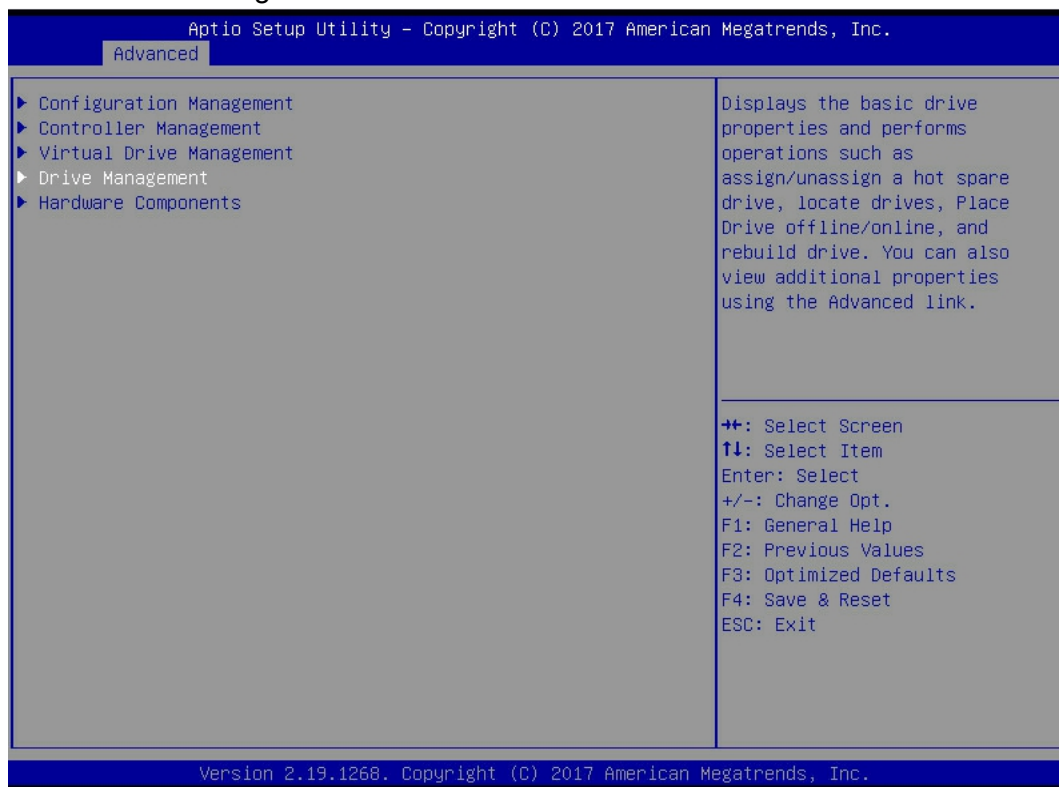 Aptio Setup Utility – Copyright (C) 2017 American Megatrends, Inc.
Advanced
Configuration Management
Controller Management
Virtual Drive Management
Drive Management
Hardware Components
Displays the basic drive
properties and performs
operations such as
assign/unassign a hot spare
drive, locate drives, Place
Drive offline/online, and
rebuild drive. You can also
view additional properties
using the Advanced link.
→←: Select Screen
↑↓: Select Item
Enter: Select
+/-: Change Opt.
F1: General Help
F2: Previous Values
F3: Optimized Defaults
F4: Save & Reset
ESC: Exit
Version 2.19.1268. Copyright (C) 2017 American Megatrends, Inc.